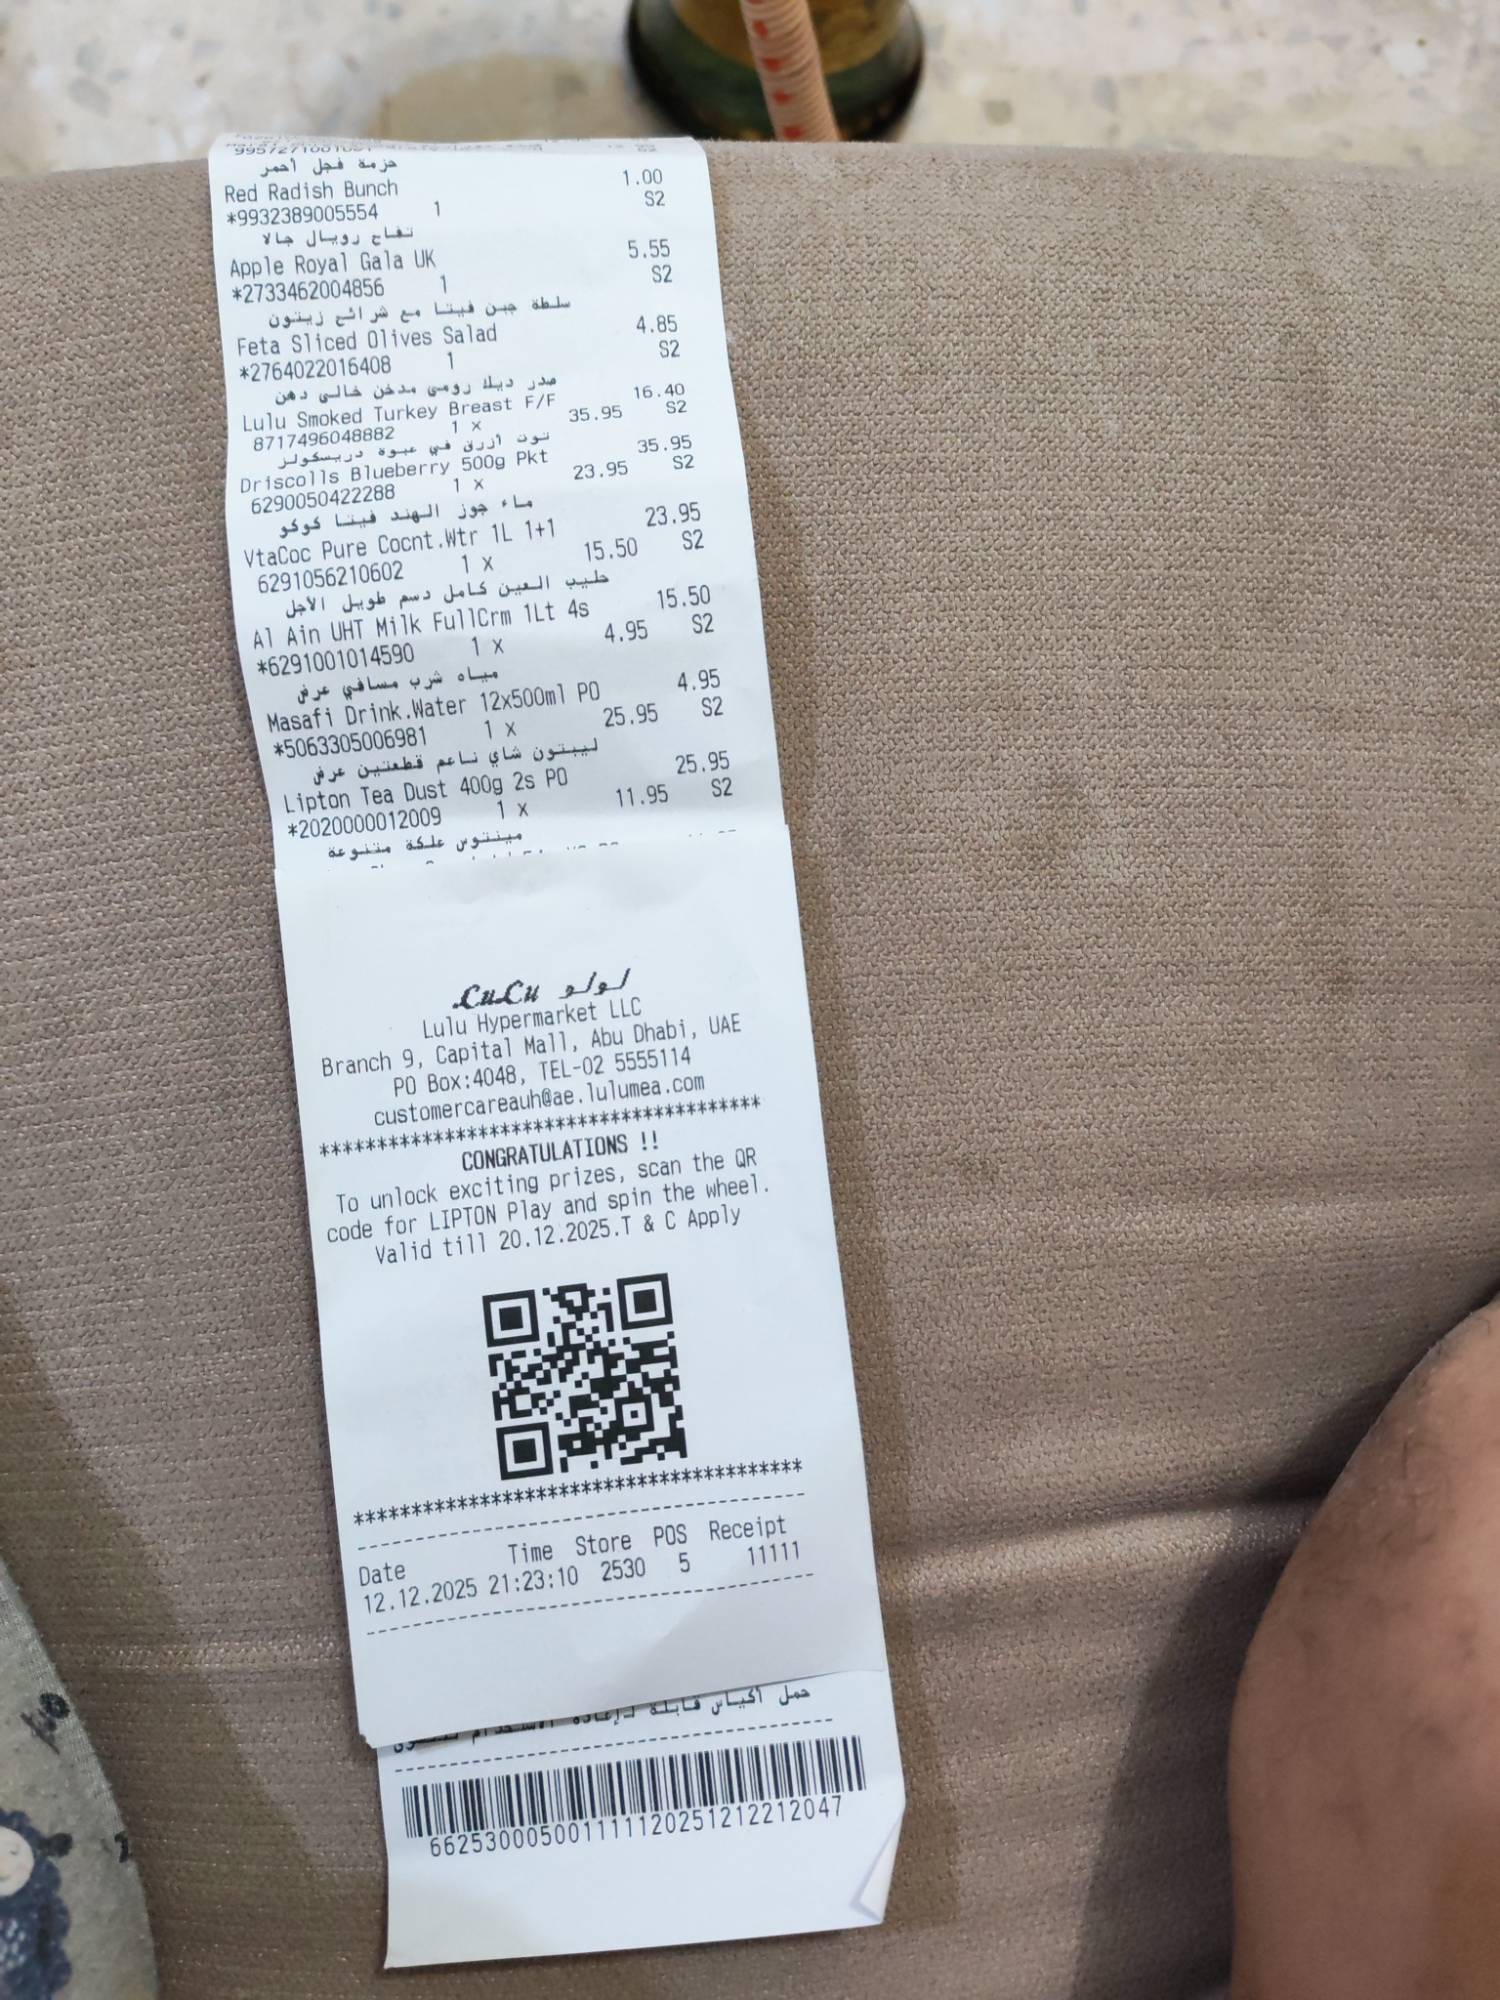 حزمة فجل أحمر
Red Radish Bunch 1.00
*9932389005554 1 S2
تفاح رويال جالا
Apple Royal Gala UK 5.55
*2733462004856 1 S2
سلطة جبن فيتا مع شرائح زيتون
Feta Sliced Olives Salad 4.85
*2764022016408 1 S2
صدر ديك رومي مدخن خالي دهن
Lulu Smoked Turkey Breast F/F 16.40
8717496048882 1 x 35.95 S2
توت أزرق في عبوة دريسكولز
Driscolls Blueberry 500g Pkt 35.95
6290050422288 1 x 23.95 S2
ماء جوز الهند فيتا كوكو
VtaCoc Pure Cocnt.Wtr 1L 1+1 23.95
6291056210602 1 x 15.50 S2
حليب العين كامل دسم طويل الأجل
Al Ain UHT Milk FullCrm 1Lt 4s 15.50
*6291001014590 1 x 4.95 S2
مياه شرب مسافي عرض
Masafi Drink.Water 12x500ml PO 4.95
*5063305006981 1 x 25.95 S2
ليبتون شاي ناعم قطعتين عرض
Lipton Tea Dust 400g 2s PO 25.95
*2020000012009 1 x 11.95 S2
مينتوس علكة متنوعة
LuLu لولو
Lulu Hypermarket LLC
Branch 9, Capital Mall, Abu Dhabi, UAE
PO Box:4048, TEL-02 5555114
customercareauh@ae.lulumea.com
****************************************
CONGRATULATIONS !!
To unlock exciting prizes, scan the QR
code for LIPTON Play and spin the wheel.
Valid till 20.12.2025.T & C Apply
****************************************
Date Time Store POS Receipt
12.12.2025 21:23:10 2530 5 11111
حمل أكياس قابلة لإعادة الاستخدام للتسوق
662530005001111120251212212047